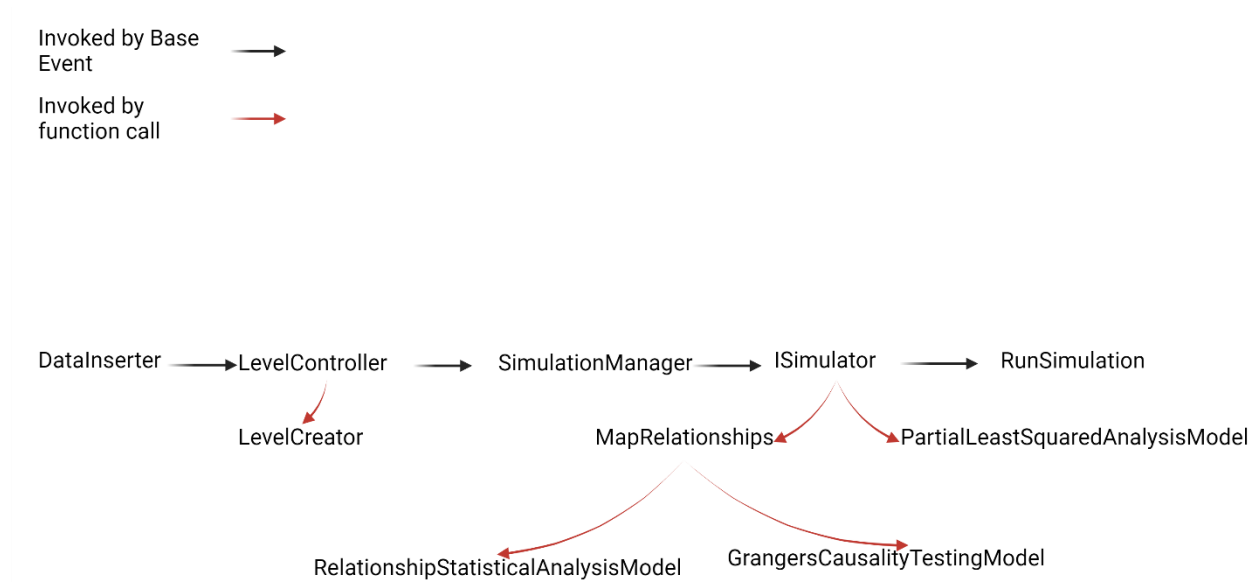 Invoked by Base
Event
Invoked by
function call
DataInserter
LevelController
SimulationManager
ISimulator
RunSimulation
LevelCreator
MapRelationships
PartialLeastSquaredAnalysisModel
RelationshipStatisticalAnalysisModel
GrangersCausalityTestingModel